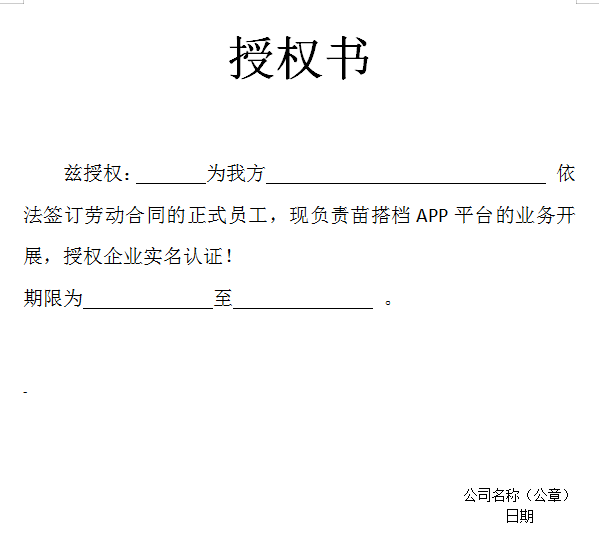 授权书
兹授权：_______为我方____________________________ 依
法签订劳动合同的正式员工，现负责苗搭档 APP 平台的业务开
展，授权企业实名认证！
期限为_____________至______________ 。
-
公司名称（公章）
日期